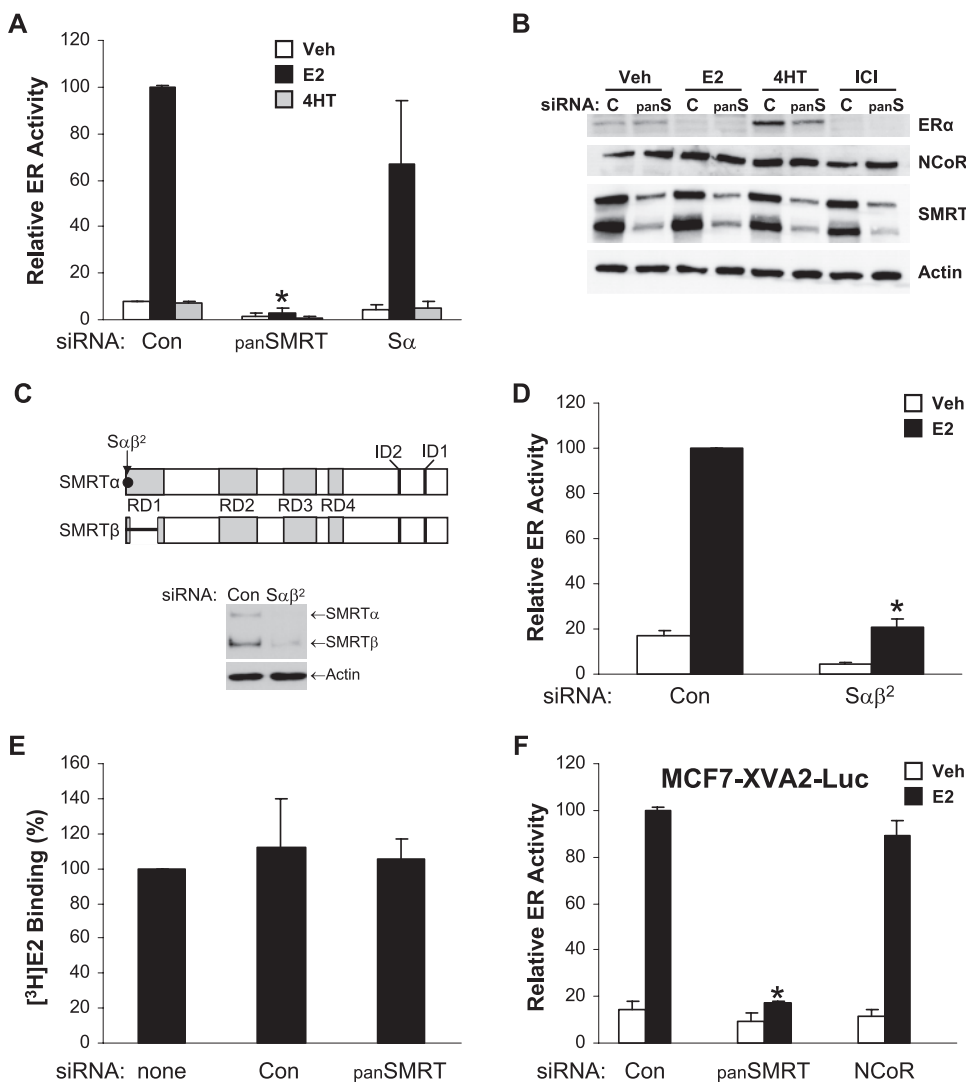 A
Relative ER Activity
120
100
80
60
40
20
0
Veh
E2
4HT
*
siRNA: Con panSMRT Sα
B
Veh E2 4HT ICI
siRNA: C panS C panS C panS C panS
ERα
NCoR
SMRT
Actin
C
Sαβ²
ID2 ID1
SMRTα
RD1 RD2 RD3 RD4
SMRTβ
siRNA: Con Sαβ²
←SMRTα
←SMRTβ
←Actin
D
Relative ER Activity
120
100
80
60
40
20
0
Veh
E2
*
siRNA: Con Sαβ²
E
[³H]E2 Binding (%)
160
140
120
100
80
60
40
20
0
siRNA: none Con panSMRT
F
MCF7-XVA2-Luc
Relative ER Activity
120
100
80
60
40
20
0
Veh
E2
*
siRNA: Con panSMRT NCoR